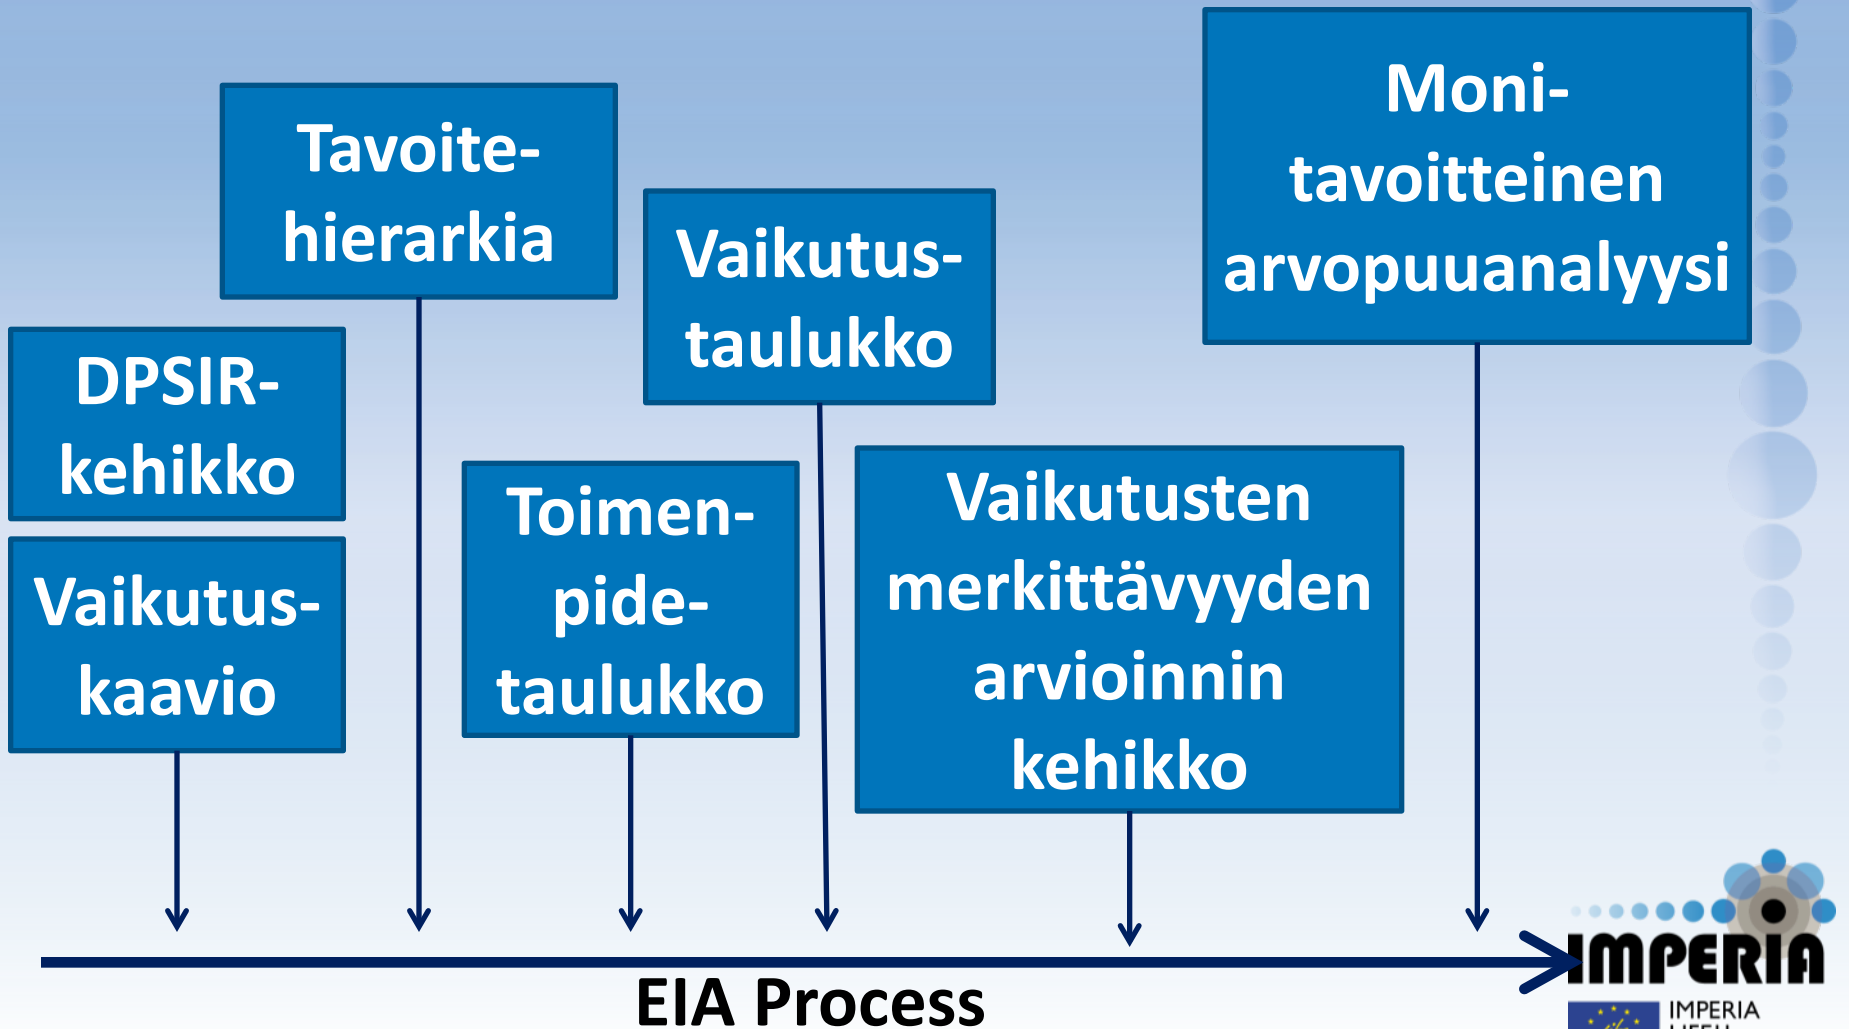 DPSIR-
kehikko
Vaikutus-
kaavio
Tavoite-
hierarkia
Toimen-
pide-
taulukko
Vaikutus-
taulukko
Vaikutusten
merkittävyyden
arvioinnin
kehikko
Moni-
tavoitteinen
arvopuuanalyysi
EIA Process
IMPERIA
IMPERIA